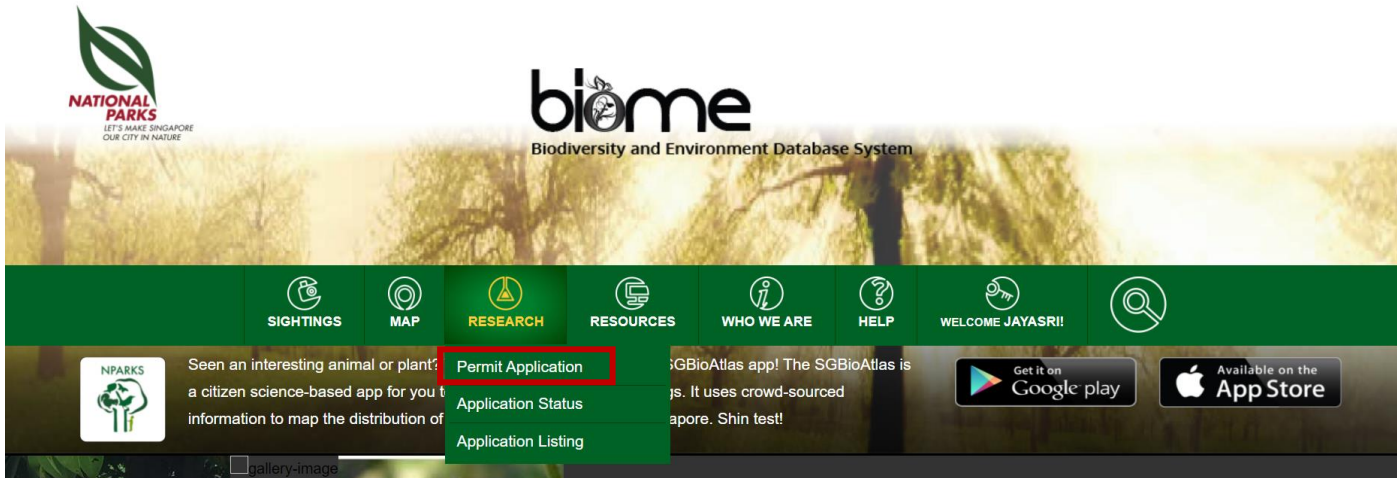 NATIONAL
PARKS
LET'S MAKE SINGAPORE
OUR CITY IN NATURE
biome
Biodiversity and Environment Database System
SIGHTINGS
MAP
RESEARCH
RESOURCES
WHO WE ARE
HELP
WELCOME JAYASRI!
Permit Application
Application Status
Application Listing
NPARKS
Seen an interesting animal or plant? SGBioAtlas app! The SGBioAtlas is
a citizen science-based app for you gs. It uses crowd-sourced
information to map the distribution of apore. Shin test!
Get it on
Google play
Available on the
App Store
gallery-image